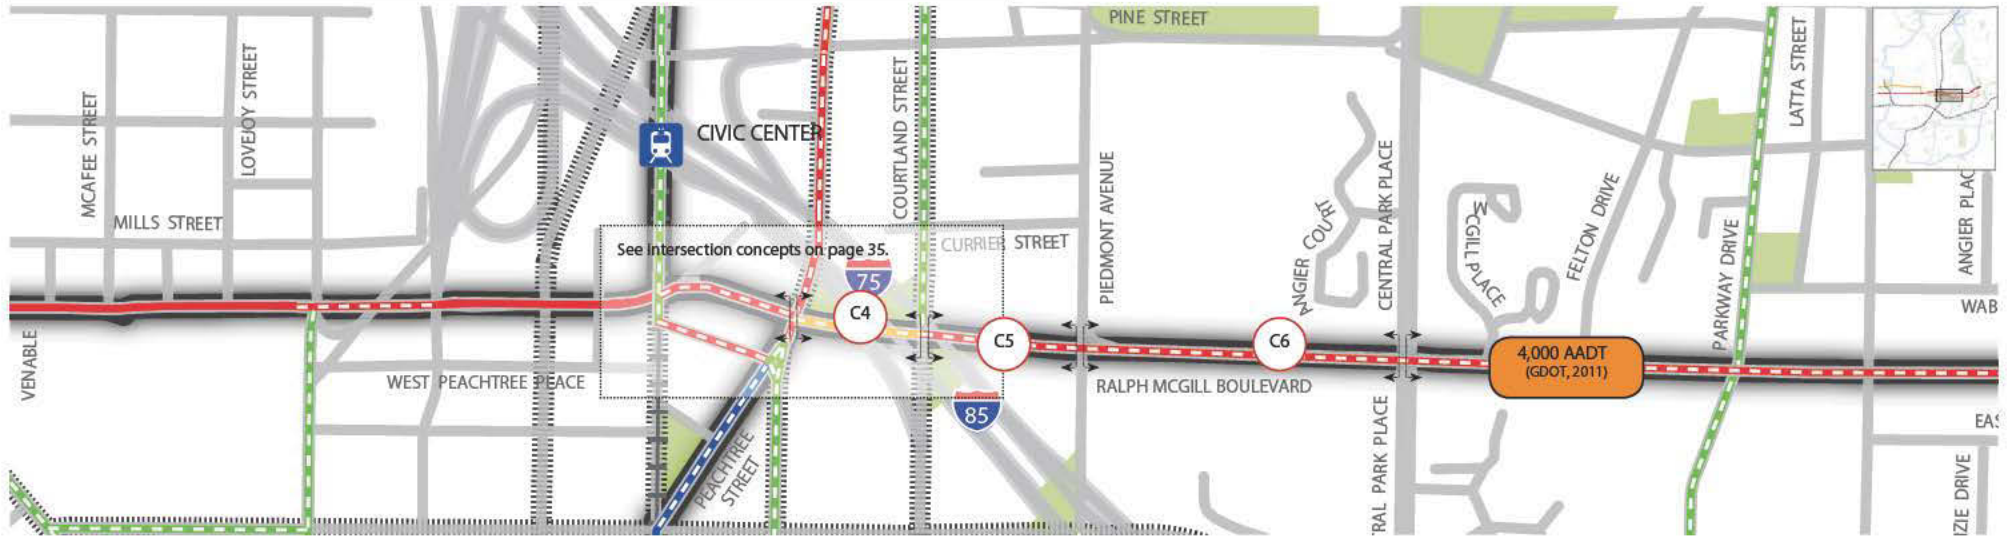 PINE STREET
MCAFEE STREET
LOVEJOY STREET
CIVIC CENTER
COURTLAND STREET
PIEDMONT AVENUE
CENTRAL PARK PLACE
LATTA STREET
MILLS STREET
See intersection concepts on page 35.
CURRIER STREET
ANGIER COURT
MCGILL PLACE
FELTON DRIVE
PARKWAY DRIVE
ANGIER PLAC
75
C4
C5
C6
WAB
VENABLE
4,000 AADT
(GDOT, 2011)
WEST PEACHTREE PEACE
RALPH MCGILL BOULEVARD
85
PEACHTREE
STREET
TRAL PARK PLACE
EAS
IZIE DRIVE